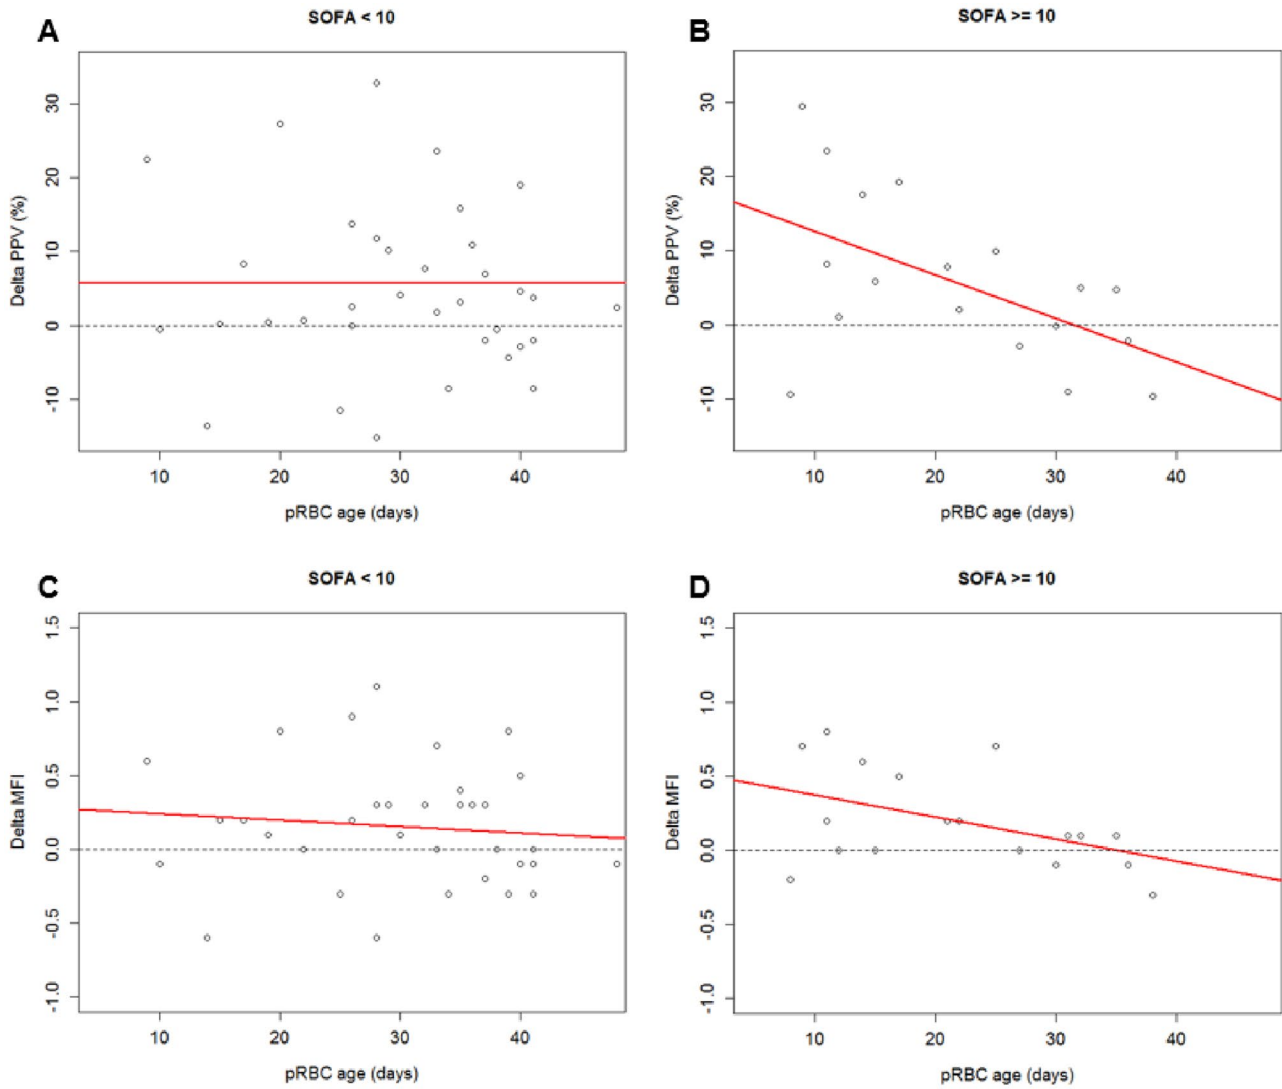 A
SOFA < 10
Delta PPV (%)
30
20
10
0
-10
10 20 30 40
pRBC age (days)
B
SOFA >= 10
Delta PPV (%)
30
20
10
0
-10
10 20 30 40
pRBC age (days)
C
SOFA < 10
Delta MFI
1.5
1.0
0.5
0.0
-0.5
-1.0
10 20 30 40
pRBC age (days)
D
SOFA >= 10
Delta MFI
1.5
1.0
0.5
0.0
-0.5
-1.0
10 20 30 40
pRBC age (days)